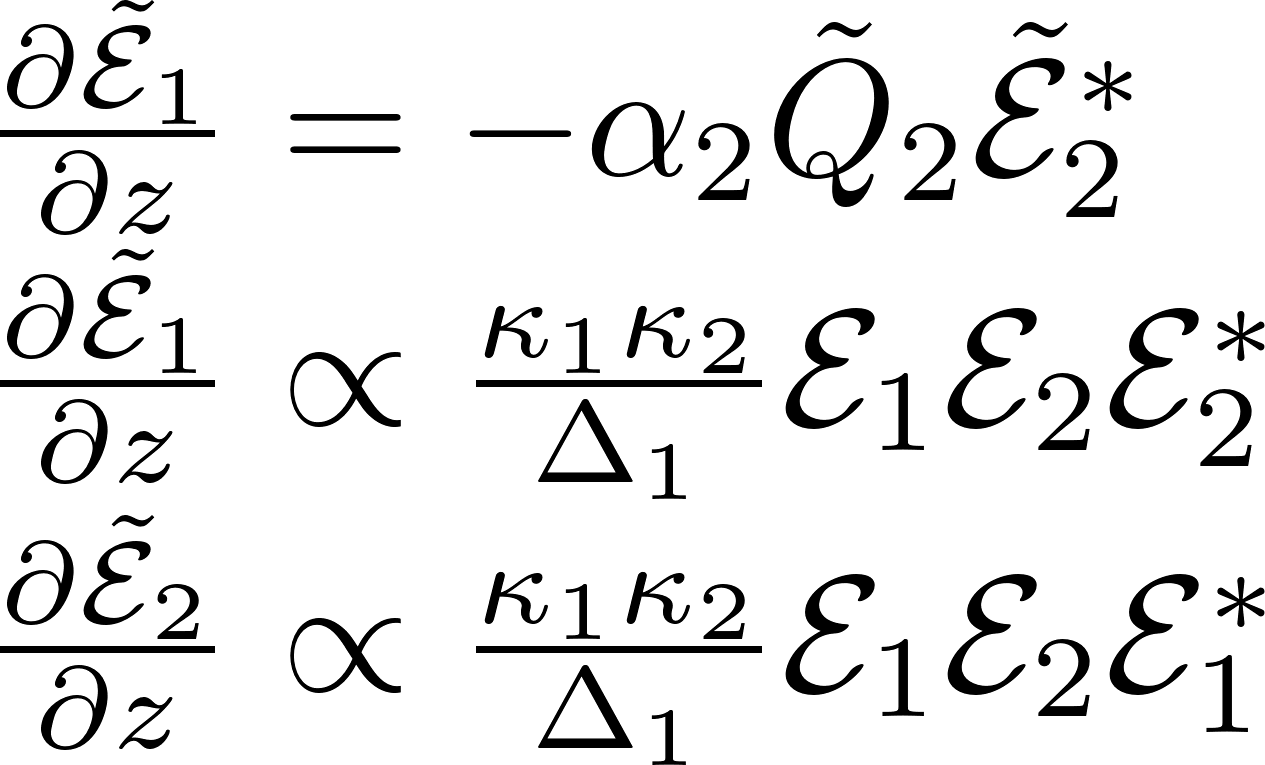 ∂ℰ̃₁/∂z = −α₂Q̃₂ℰ̃₂*
∂ℰ̃₁/∂z ∝ κ₁κ₂/Δ₁ ℰ₁ℰ₂ℰ₂*
∂ℰ̃₂/∂z ∝ κ₁κ₂/Δ₁ ℰ₁ℰ₂ℰ₁*